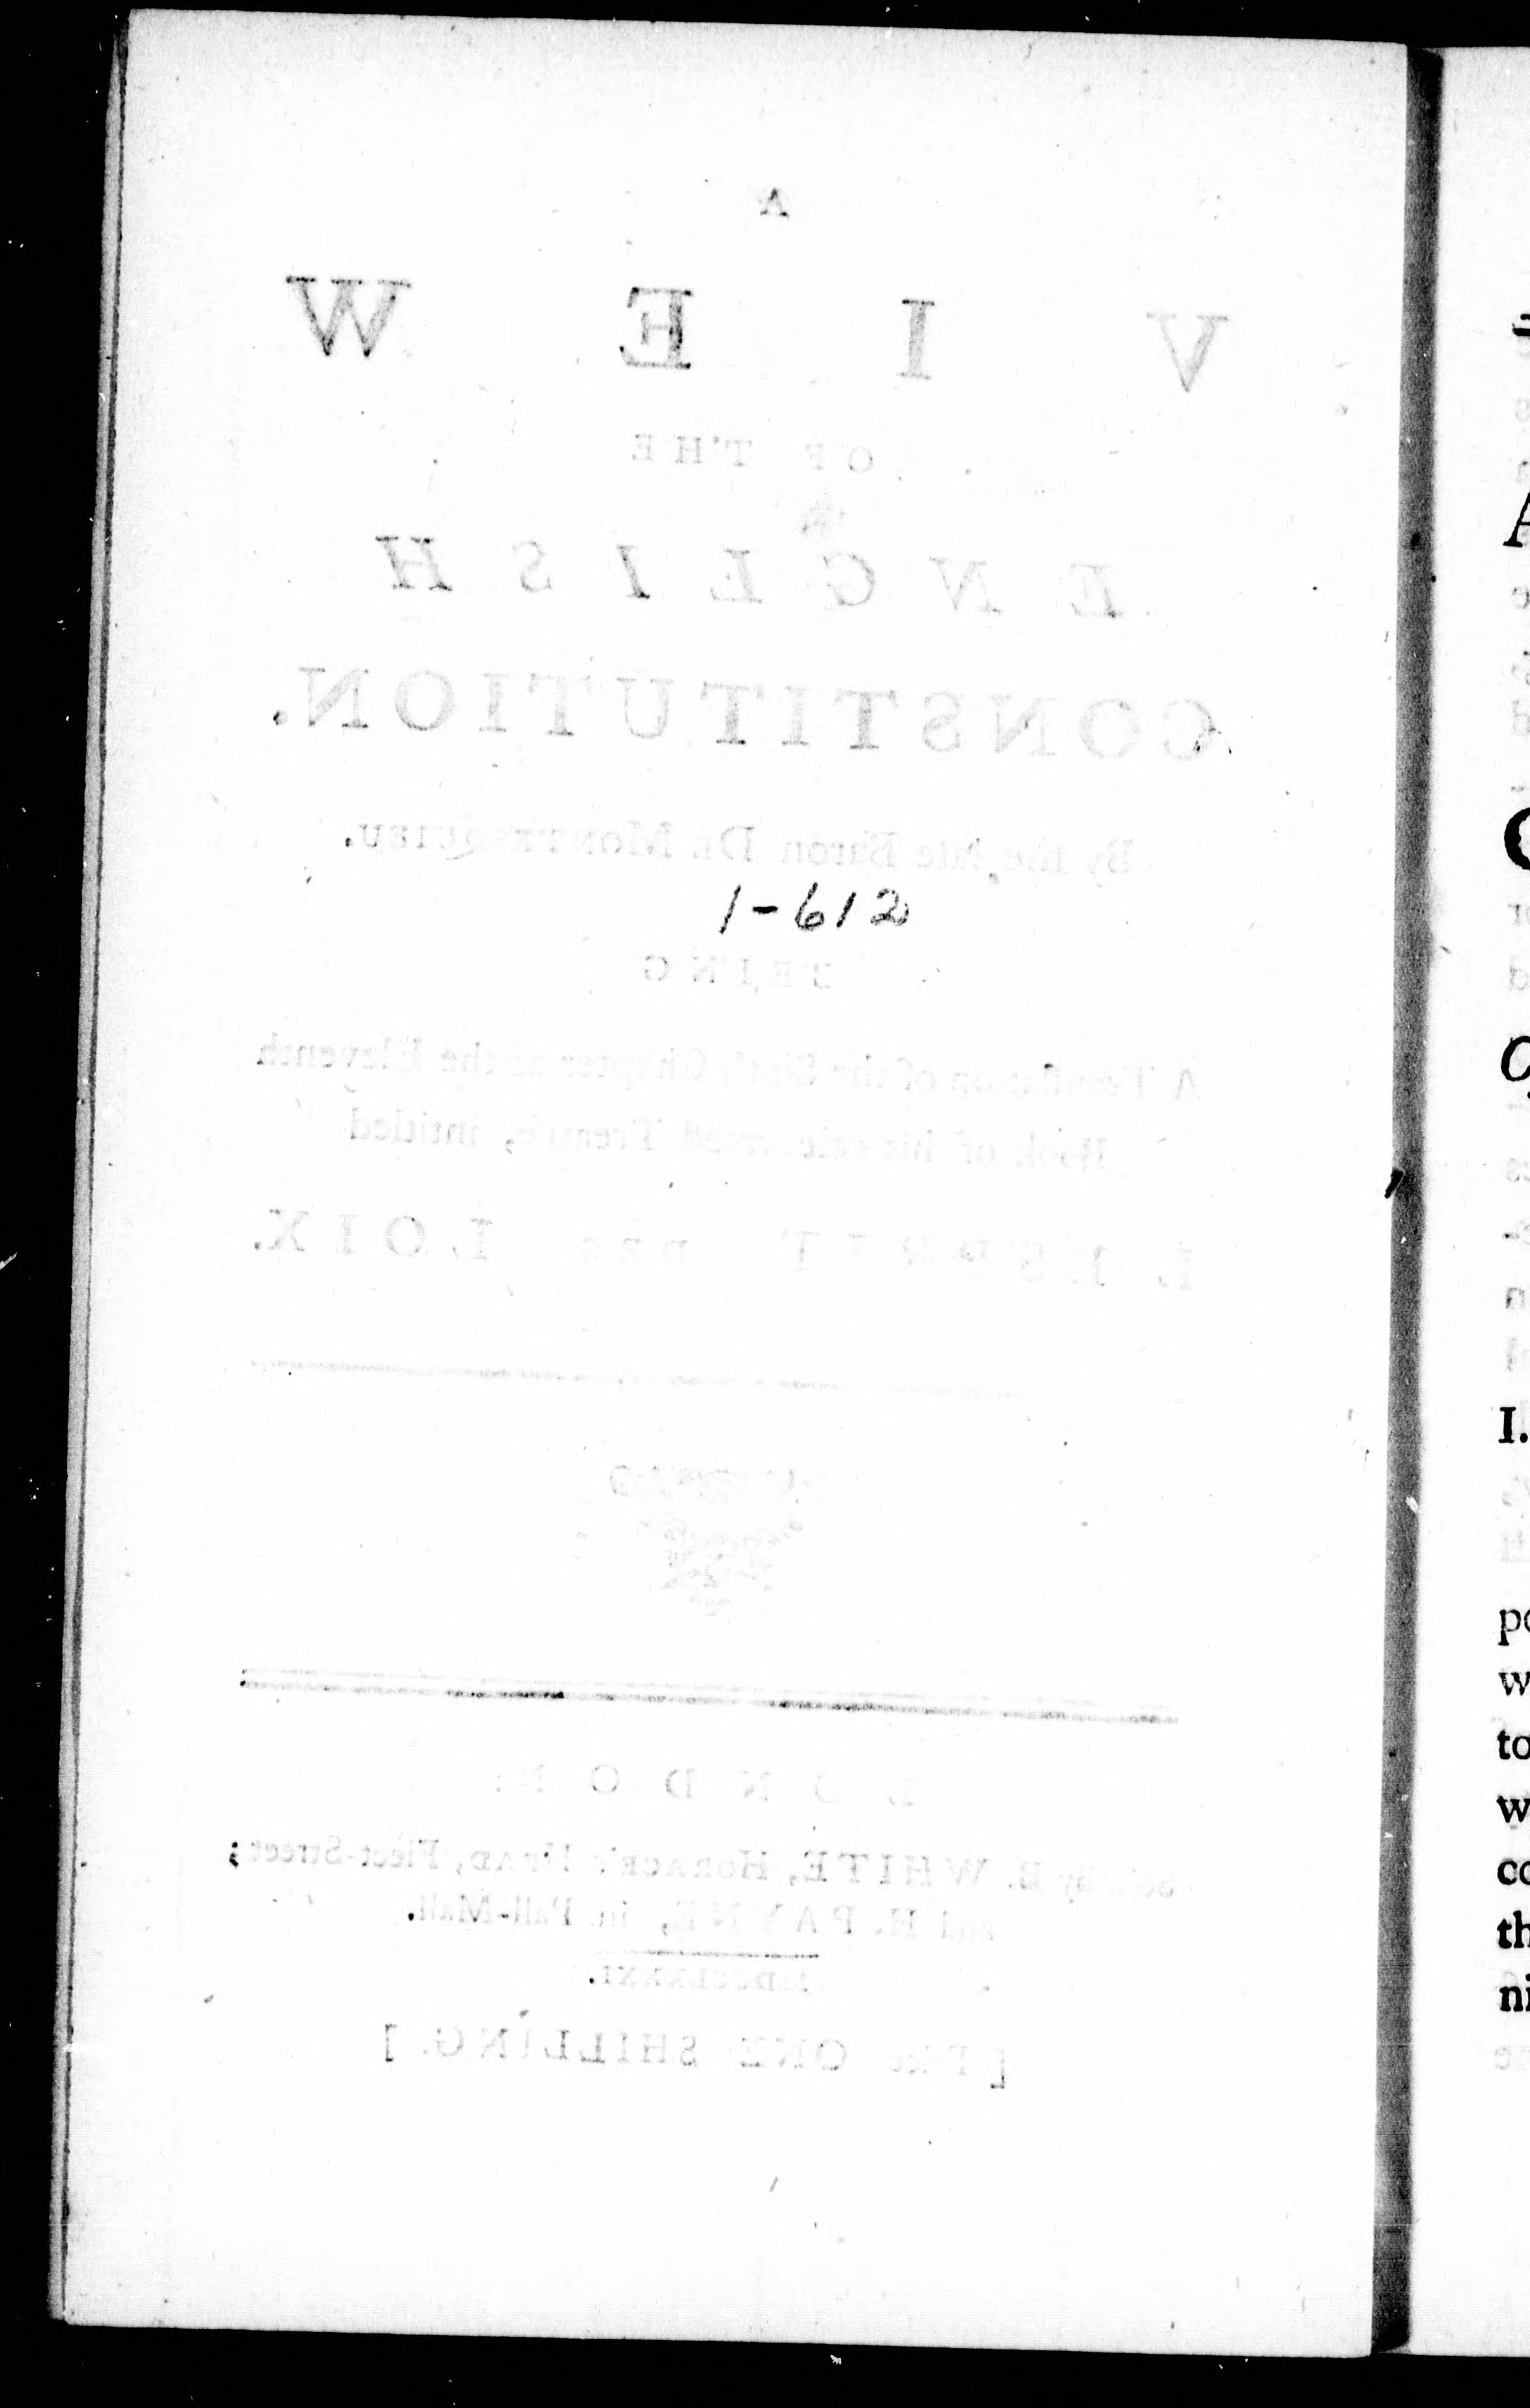 A
VIEW
OF THE
ENGLISH
CONSTITUTION.
By the late Baron De MONTESQUIEU.
1-612
BEING
A Tranſlation of the Sixth Chapter of the Eleventh
Book of his celebrated Treatiſe, intitled
L'ESPRIT DES LOIX.
LONDON:
Sold by B. WHITE, HORACE'S HEAD, Fleet-Street;
and H. PAYNE, in Pall-Mall.
MDCCLXXXI.
[Price ONE SHILLING.]
I.